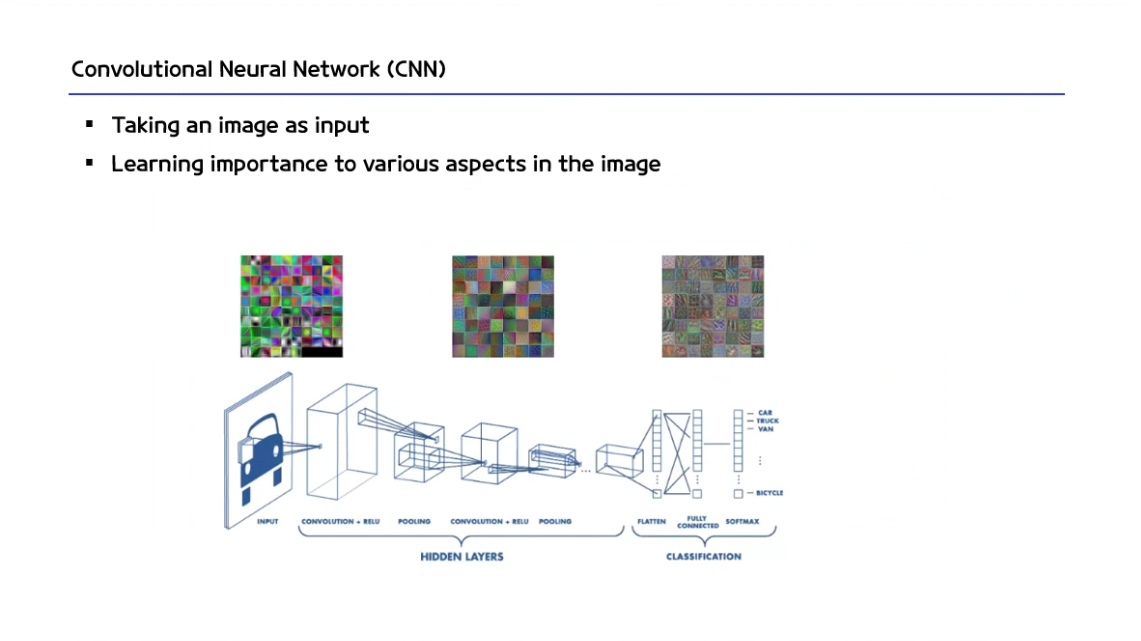 Convolutional Neural Network (CNN)
▪ Taking an image as input
▪ Learning importance to various aspects in the image
CAR
TRUCK
VAN
BICYCLE
INPUT CONVOLUTION + RELU POOLING CONVOLUTION + RELU POOLING FLATTEN FULLY CONNECTED SOFTMAX
HIDDEN LAYERS CLASSIFICATION